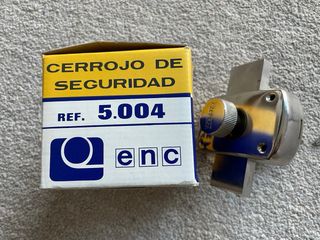 CERROJO DE
SEGURIDAD
REF. 5.004
enc